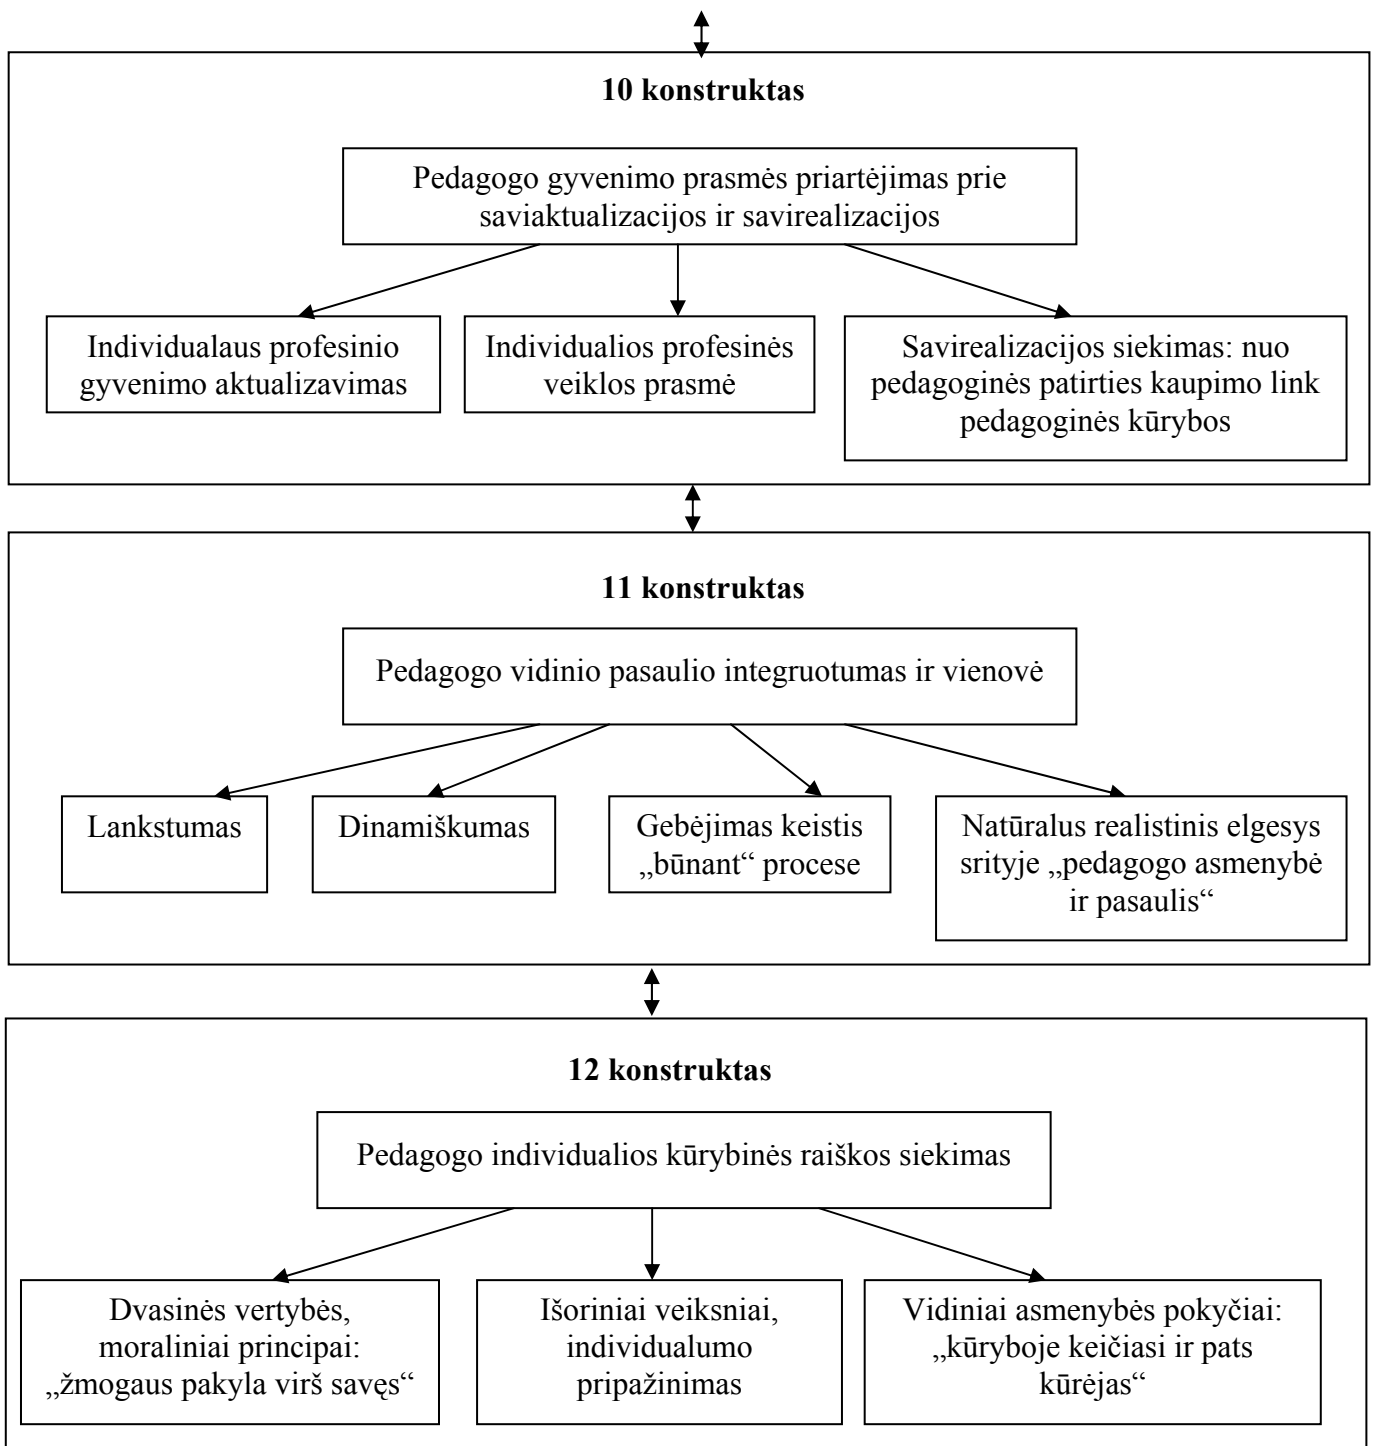 10 konstruktas
Pedagogo gyvenimo prasmės priartėjimas prie
saviaktualizacijos ir savirealizacijos
Individualaus profesinio
gyvenimo aktualizavimas
Individualios profesinės
veiklos prasmė
Savirealizacijos siekimas: nuo
pedagoginės patirties kaupimo link
pedagoginės kūrybos
11 konstruktas
Pedagogo vidinio pasaulio integruotumas ir vienovė
Lankstumas
Dinamiškumas
Gebėjimas keistis
„būnant“ procese
Natūralus realistinis elgesys
srityje „pedagogo asmenybė
ir pasaulis“
12 konstruktas
Pedagogo individualios kūrybinės raiškos siekimas
Dvasinės vertybės,
moraliniai principai:
„žmogaus pakyla virš savęs“
Išoriniai veiksniai,
individualumo
pripažinimas
Vidiniai asmenybės pokyčiai:
„kūryboje keičiasi ir pats
kūrėjas“